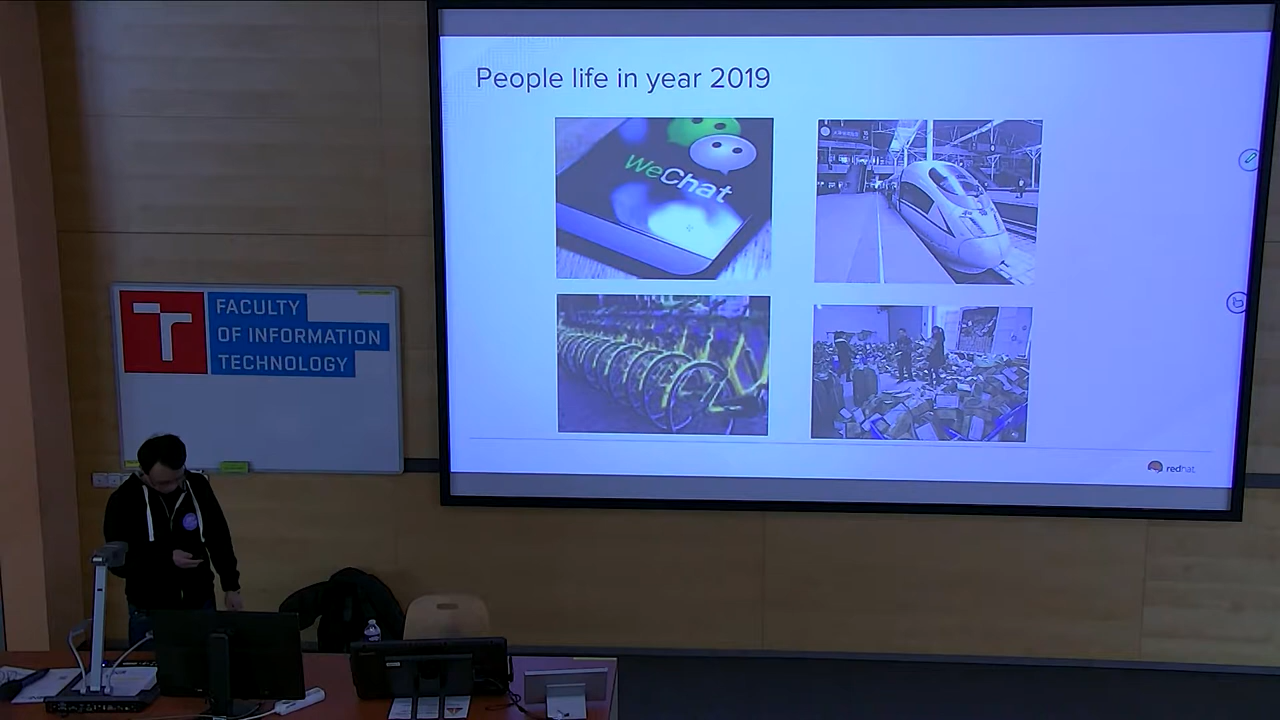 People life in year 2019
WeChat
FACULTY
OF INFORMATION
TECHNOLOGY
redhat.